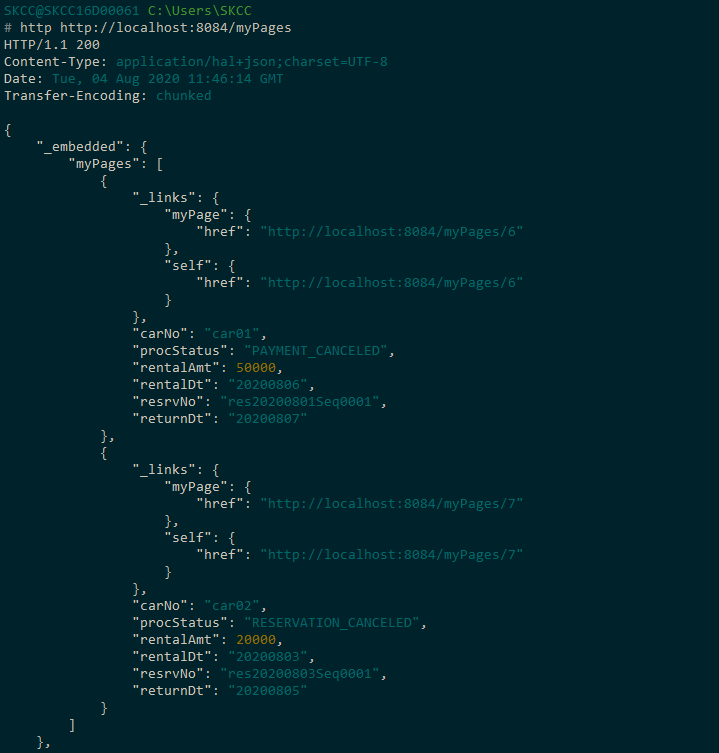 SKCC@SKCC16D00061 C:\Users\SKCC
# http http://localhost:8084/myPages
HTTP/1.1 200
Content-Type: application/hal+json;charset=UTF-8
Date: Tue, 04 Aug 2020 11:46:14 GMT
Transfer-Encoding: chunked

{
    "_embedded": {
        "myPages": [
            {
                "_links": {
                    "myPage": {
                        "href": "http://localhost:8084/myPages/6"
                    },
                    "self": {
                        "href": "http://localhost:8084/myPages/6"
                    }
                },
                "carNo": "car01",
                "procStatus": "PAYMENT_CANCELED",
                "rentalAmt": 50000,
                "rentalDt": "20200806",
                "resrvNo": "res20200801Seq0001",
                "returnDt": "20200807"
            },
            {
                "_links": {
                    "myPage": {
                        "href": "http://localhost:8084/myPages/7"
                    },
                    "self": {
                        "href": "http://localhost:8084/myPages/7"
                    }
                },
                "carNo": "car02",
                "procStatus": "RESERVATION_CANCELED",
                "rentalAmt": 20000,
                "rentalDt": "20200803",
                "resrvNo": "res20200803Seq0001",
                "returnDt": "20200805"
            }
        ]
    },